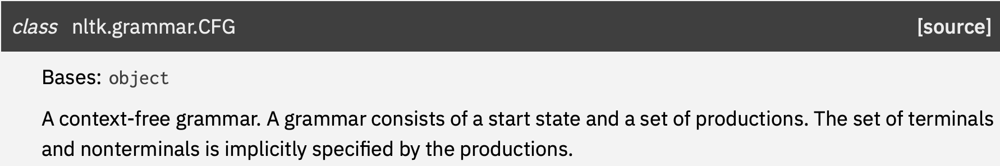 class nltk.grammar.CFG [source]
Bases: object
A context-free grammar. A grammar consists of a start state and a set of productions. The set of terminals
and nonterminals is implicitly specified by the productions.